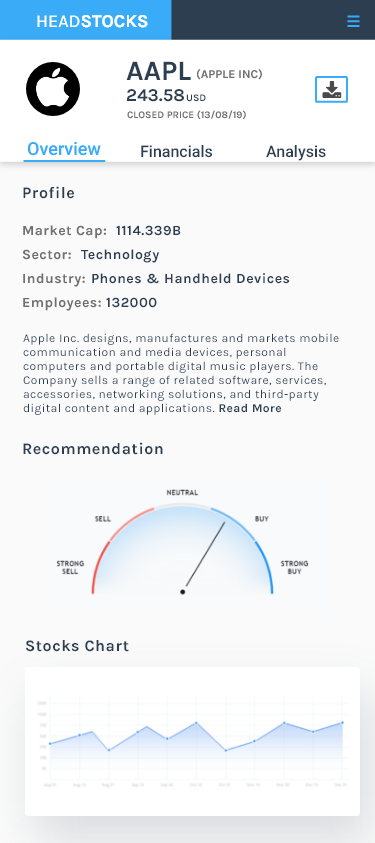 HEADSTOCKS
AAPL (APPLE INC)
243.58 USD
CLOSED PRICE (13/08/19)
Overview Financials Analysis
Profile
Market Cap: 1114.339B
Sector: Technology
Industry: Phones & Handheld Devices
Employees: 132000
Apple Inc. designs, manufactures and markets mobile
communication and media devices, personal
computers and portable digital music players. The
Company sells a range of related software, services,
accessories, networking solutions, and third-party
digital content and applications. Read More
Recommendation
NEUTRAL
SELL BUY
STRONG STRONG
SELL BUY
Stocks Chart